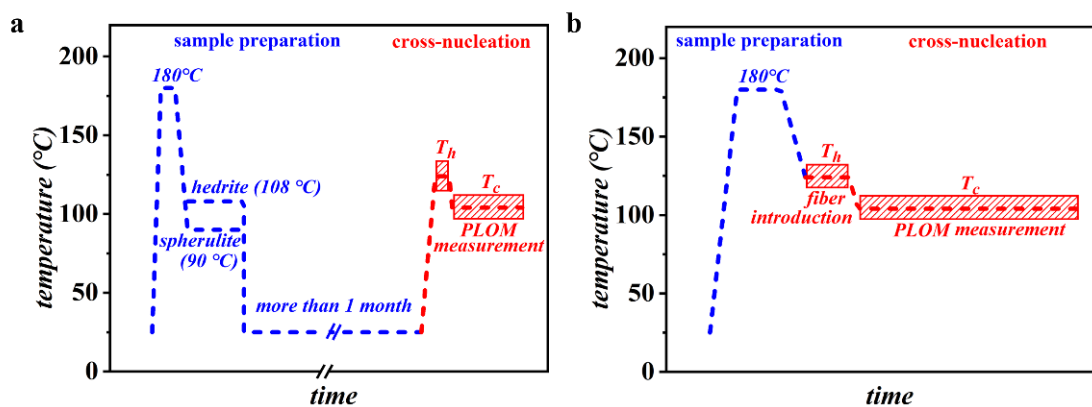 a
sample preparation
cross-nucleation
180°C
T_h
T_c
hedrite (108 °C)
spherulite
(90 °C)
PLOM
measurement
more than 1 month
200
150
100
50
0
temperature (°C)
time
b
sample preparation
cross-nucleation
180°C
T_h
T_c
fiber
introduction
PLOM measurement
200
150
100
50
0
temperature (°C)
time